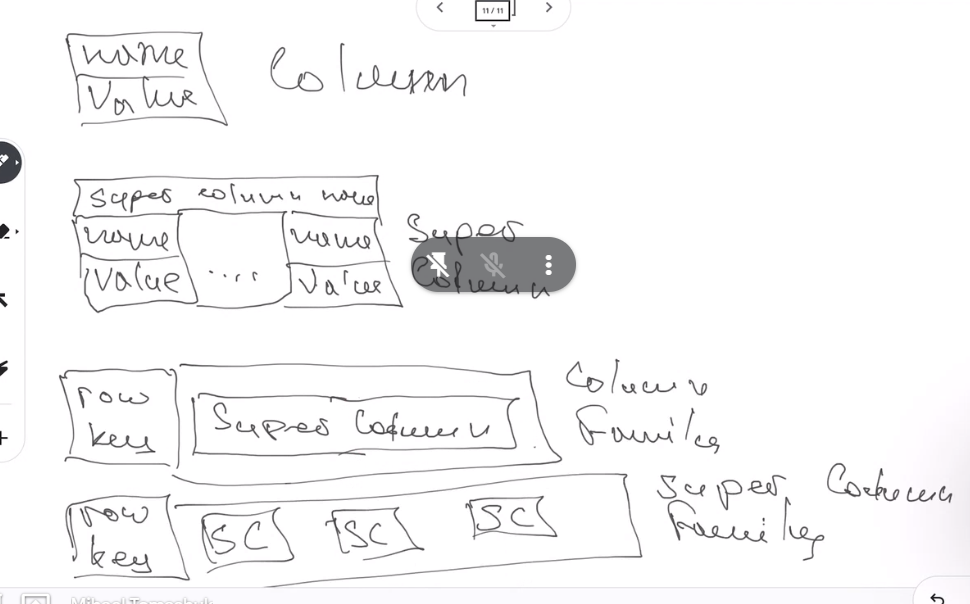 11 / 11
name
Value
Column
super column name
name
name
Value
....
Value
Super
Column
row
key
Super Column
Column
Family
row
key
SC
SC
SC
Super Column
Family